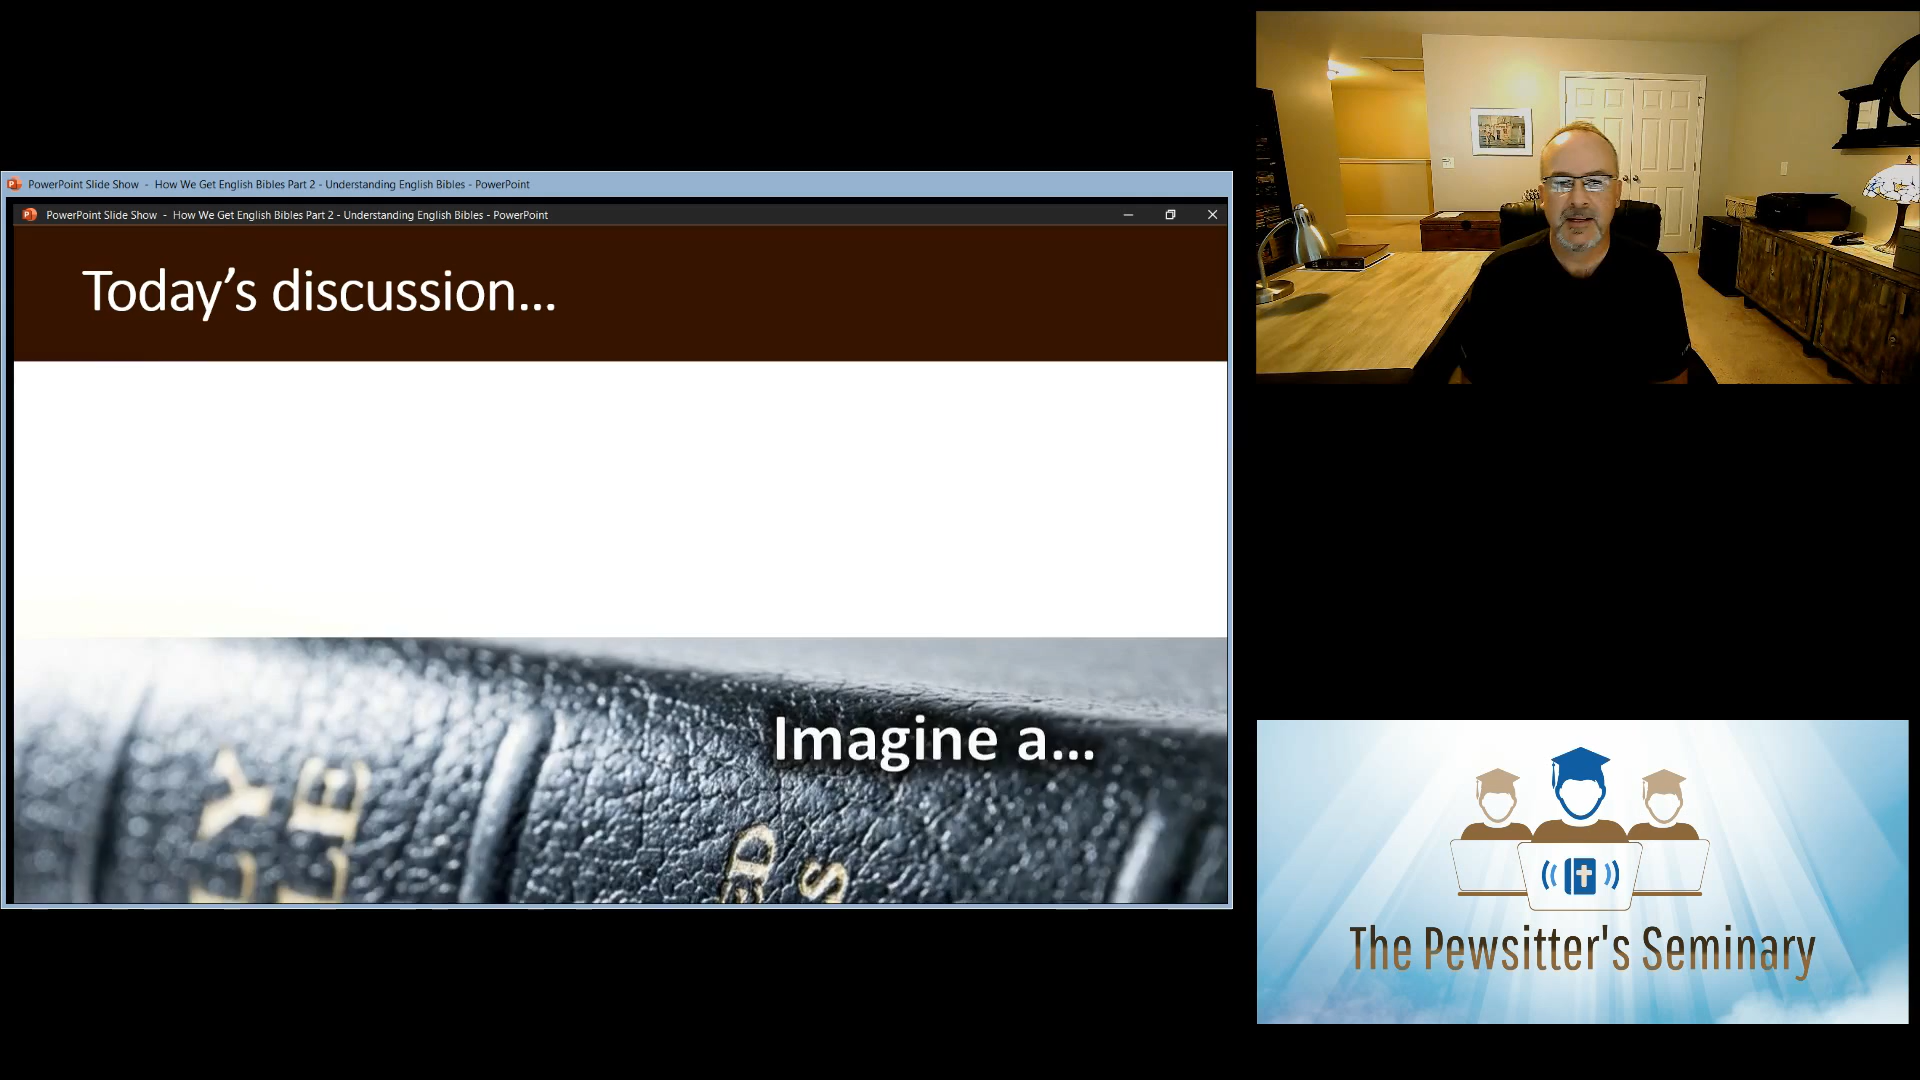 PowerPoint Slide Show - How We Get English Bibles Part 2 - Understanding English Bibles - PowerPoint
PowerPoint Slide Show - How We Get English Bibles Part 2 - Understanding English Bibles - PowerPoint
Today's discussion...
Imagine a...
The Pewsitter's Seminary